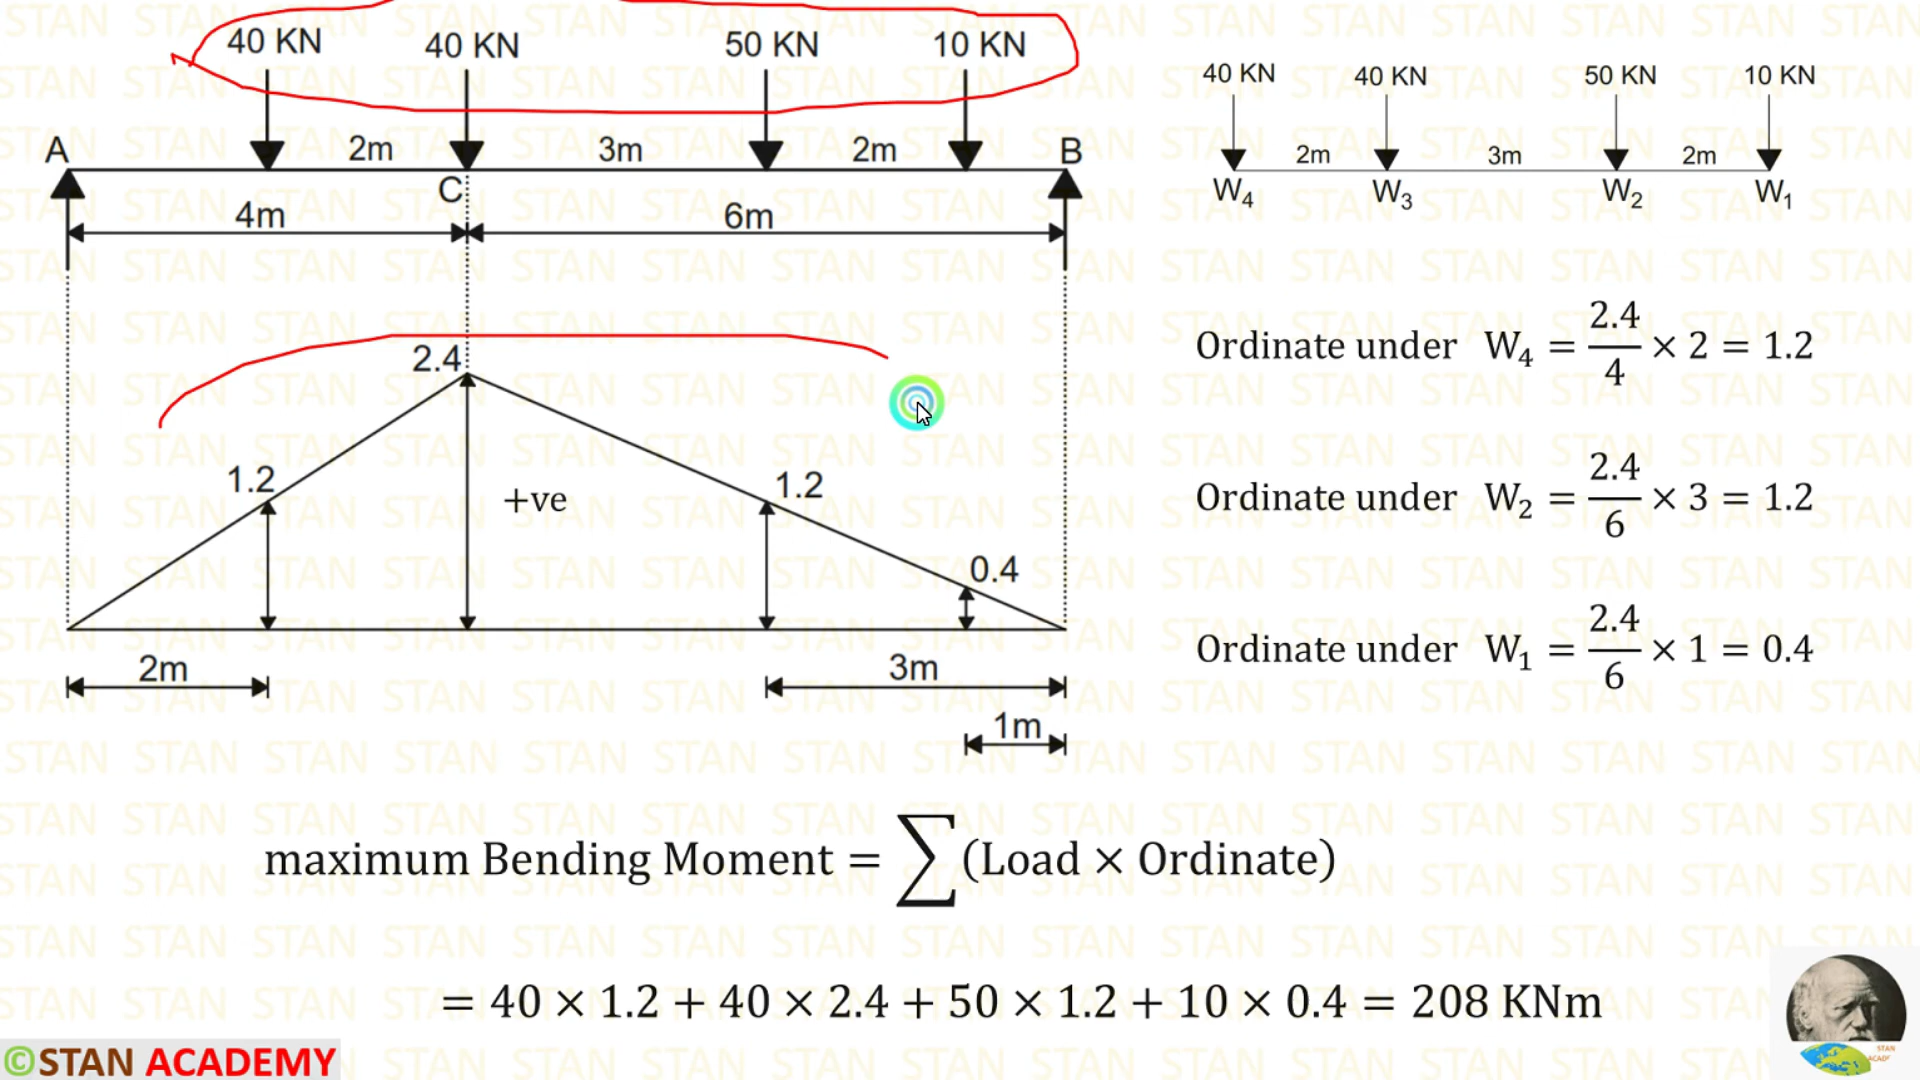 40 KN 40 KN 50 KN 10 KN
A 2m 3m 2m B
C
4m 6m
40 KN 40 KN 50 KN 10 KN
2m 3m 2m
W₄ W₃ W₂ W₁
2.4
1.2 +ve 1.2
0.4
2m 3m
1m
Ordinate under W₄ = 2.4/4 × 2 = 1.2
Ordinate under W₂ = 2.4/6 × 3 = 1.2
Ordinate under W₁ = 2.4/6 × 1 = 0.4
maximum Bending Moment = ∑(Load × Ordinate)
= 40 × 1.2 + 40 × 2.4 + 50 × 1.2 + 10 × 0.4 = 208 KNm
©STAN ACADEMY
STAN